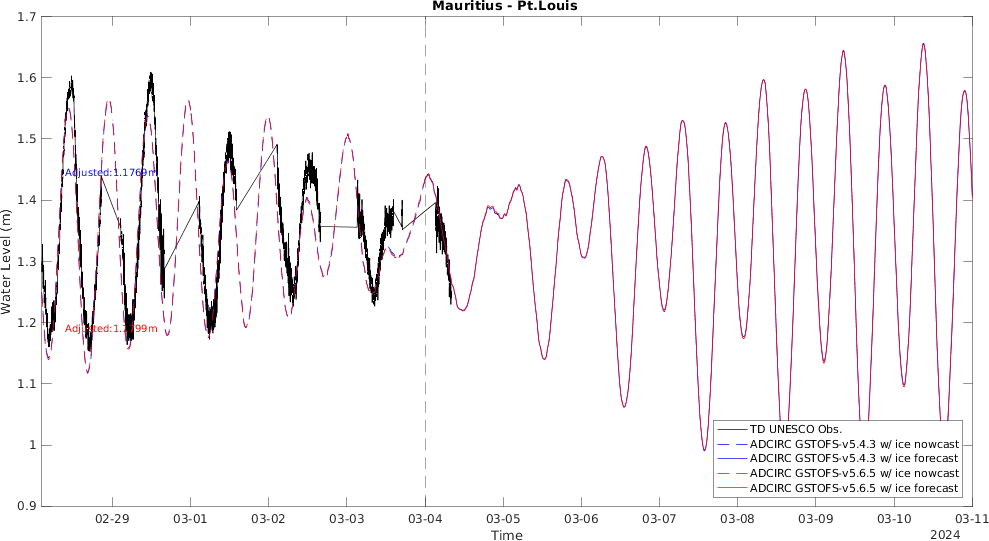 Mauritius - Pt.Louis
1.7
1.6
1.5
1.4
1.3
1.2
1.1
1
0.9
Water Level (m)
Adjusted:1.1769m
TD UNESCO Obs.
ADCIRC GSTOFS-v5.4.3 w/ ice nowcast
ADCIRC GSTOFS-v5.4.3 w/ ice forecast
ADCIRC GSTOFS-v5.6.5 w/ ice nowcast
ADCIRC GSTOFS-v5.6.5 w/ ice forecast
02-29
03-01
03-02
03-03
03-04
03-05
03-06
03-07
03-08
03-09
03-10
03-11
Time
2024